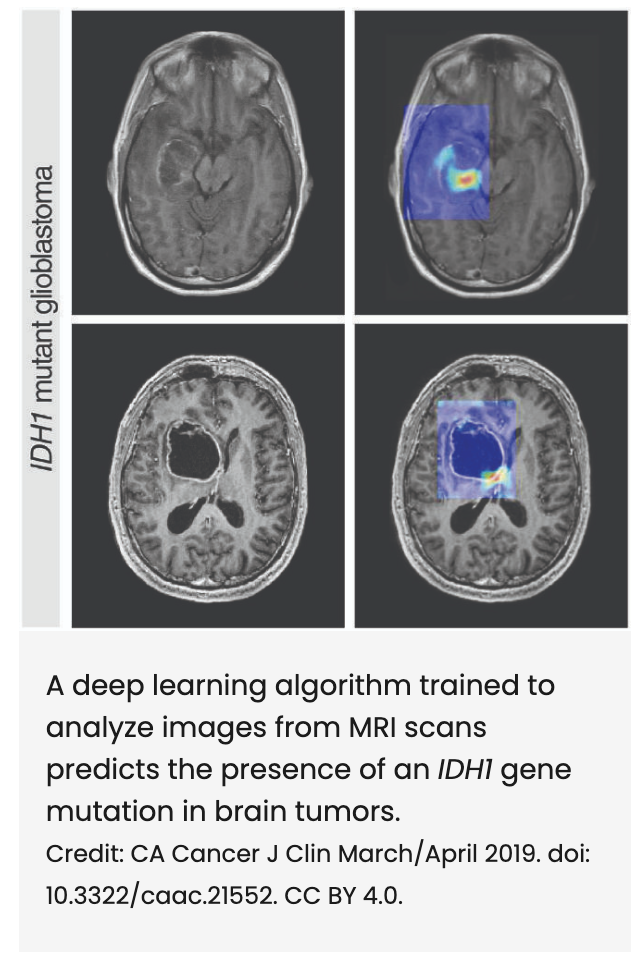 IDH1 mutant glioblastoma
A deep learning algorithm trained to
analyze images from MRI scans
predicts the presence of an IDH1 gene
mutation in brain tumors.
Credit: CA Cancer J Clin March/April 2019. doi:
10.3322/caac.21552. CC BY 4.0.